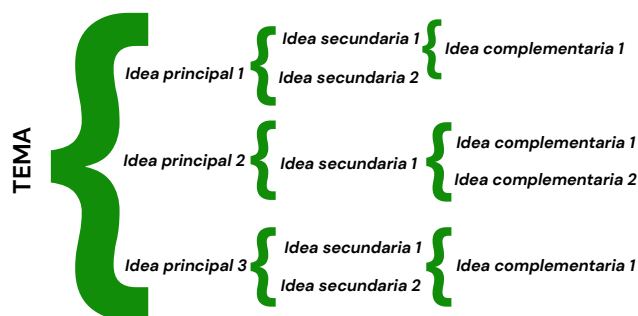 TEMA
Idea principal 1
Idea secundaria 1
Idea complementaria 1
Idea secundaria 2
Idea principal 2
Idea secundaria 1
Idea complementaria 1
Idea complementaria 2
Idea principal 3
Idea secundaria 1
Idea secundaria 2
Idea complementaria 1